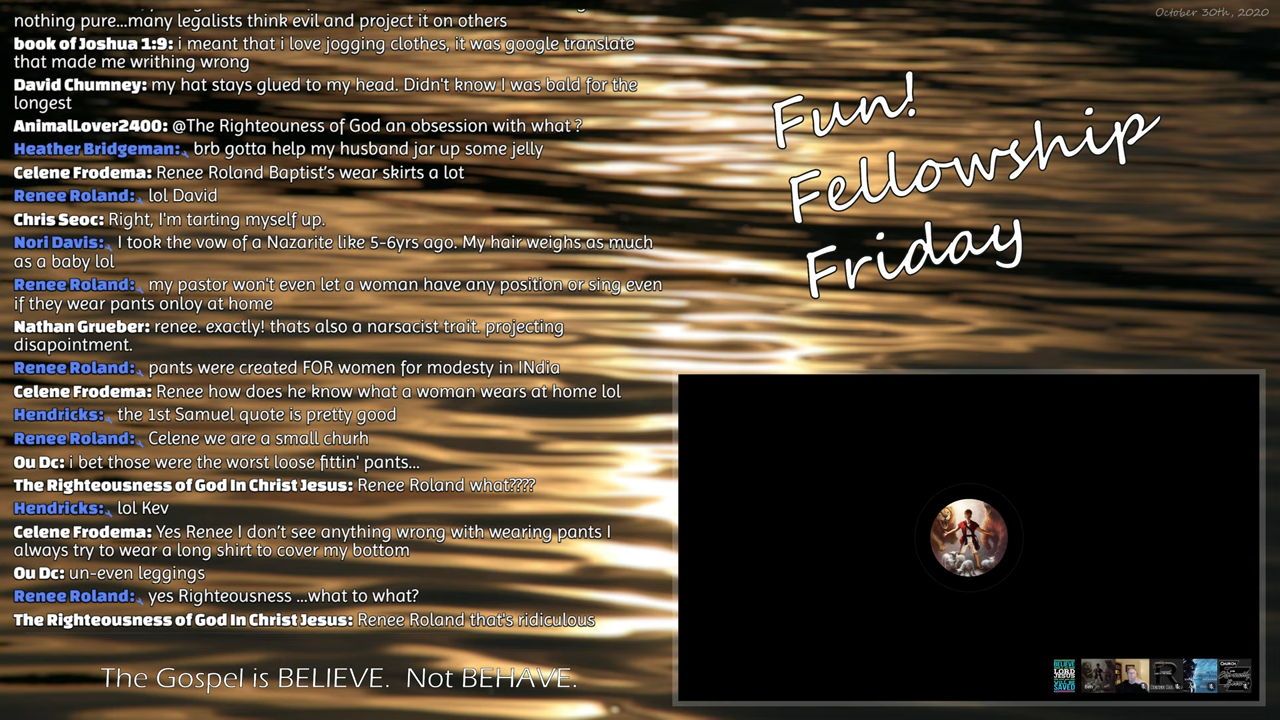 nothing pure...many legalists think evil and project it on others
book of Joshua 1:9: i meant that i love jogging clothes, it was google translate
that made me writhing wrong
David Chumney: my hat stays glued to my head. Didn't know I was bald for the
longest
AnimalLover2400: @The Righteouness of God an obsession with what ?
Heather Bridgeman: brb gotta help my husband jar up some jelly
Celene Frodema: Renee Roland Baptist's wear skirts a lot
Renee Roland: lol David
Chris Seoc: Right, I'm tarting myself up.
Nori Davis: I took the vow of a Nazarite like 5-6yrs ago. My hair weighs as much
as a baby lol
Renee Roland: my pastor won't even let a woman have any position or sing even
if they wear pants onloy at home
Nathan Grueber: renee. exactly! thats also a narsacist trait. projecting
disapointment.
Renee Roland: pants were created FOR women for modesty in INdia
Celene Frodema: Renee how does he know what a woman wears at home lol
Hendricks: the 1st Samuel quote is pretty good
Renee Roland: Celene we are a small churh
Ou Dc: i bet those were the worst loose fittin' pants...
The Righteousness of God In Christ Jesus: Renee Roland what????
Hendricks: lol Kev
Celene Frodema: Yes Renee I don't see anything wrong with wearing pants I
always try to wear a long shirt to cover my bottom
Ou Dc: un-even leggings
Renee Roland: yes Righteousness ...what to what?
The Righteousness of God In Christ Jesus: Renee Roland that's ridiculous
The Gospel is BELIEVE. Not BEHAVE.
October 30th, 2020
Fun!
Fellowship
Friday
BELIEVE
LORD
JESUS
SAVED
CHURCH